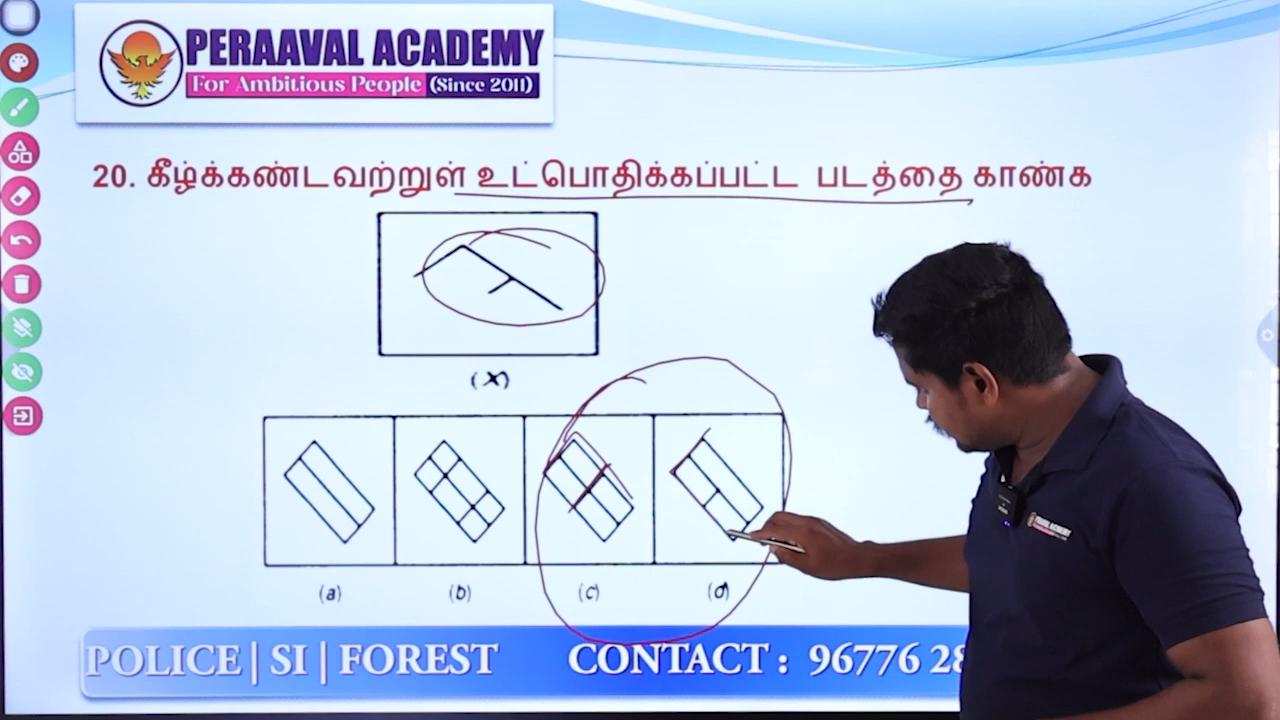 PERAAVAL ACADEMY
For Ambitious People (Since 2011)
20. கீழ்க்கண்டவற்றுள் உட்பொதிக்கப்பட்ட படத்தை காண்க
(X)
(a) (b) (c) (d)
POLICE | SI | FOREST CONTACT : 96776 28